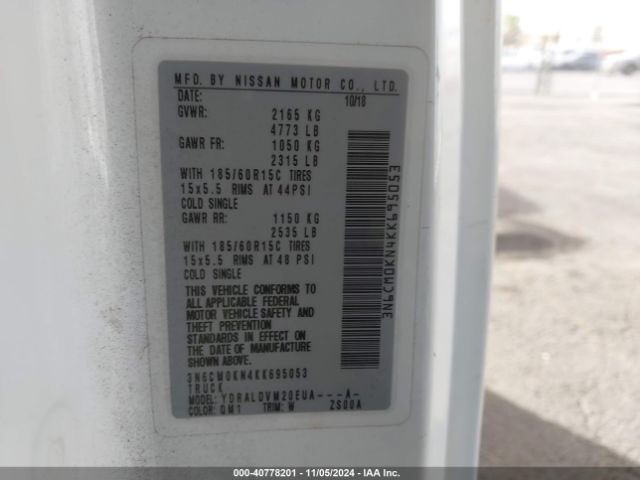 MFD. BY NISSAN MOTOR CO., LTD.
DATE: 10/18
GVWR: 2165 KG
4773 LB
GAWR FR: 1050 KG
2315 LB
WITH 185/60R15C TIRES
15x5.5 RIMS AT 44PSI
COLD SINGLE
GAWR RR: 1150 KG
2535 LB
WITH 185/60R15C TIRES
15x5.5 RIMS AT 48 PSI
COLD SINGLE
THIS VEHICLE CONFORMS TO
ALL APPLICABLE FEDERAL
MOTOR VEHICLE SAFETY AND
THEFT PREVENTION
STANDARDS IN EFFECT ON
THE DATE OF MANUFACTURE
SHOWN ABOVE.
3N6CM0KN4KK695053
TRUCK
MODEL: YDRALDVM20EUA---A-
COLOR: QM1 TRIM: W ZS00A
3N6CM0KN4KK695053
000-40778201 - 11/05/2024 - IAA Inc.